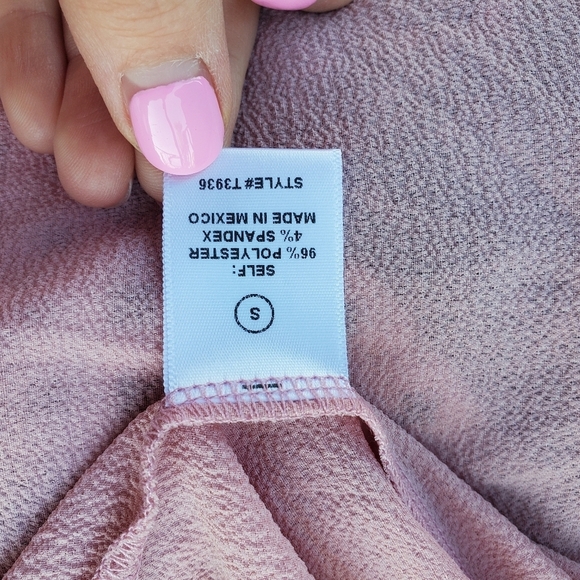 S
SELF:
96% POLYESTER
4% SPANDEX
MADE IN MEXICO
STYLE# T3936